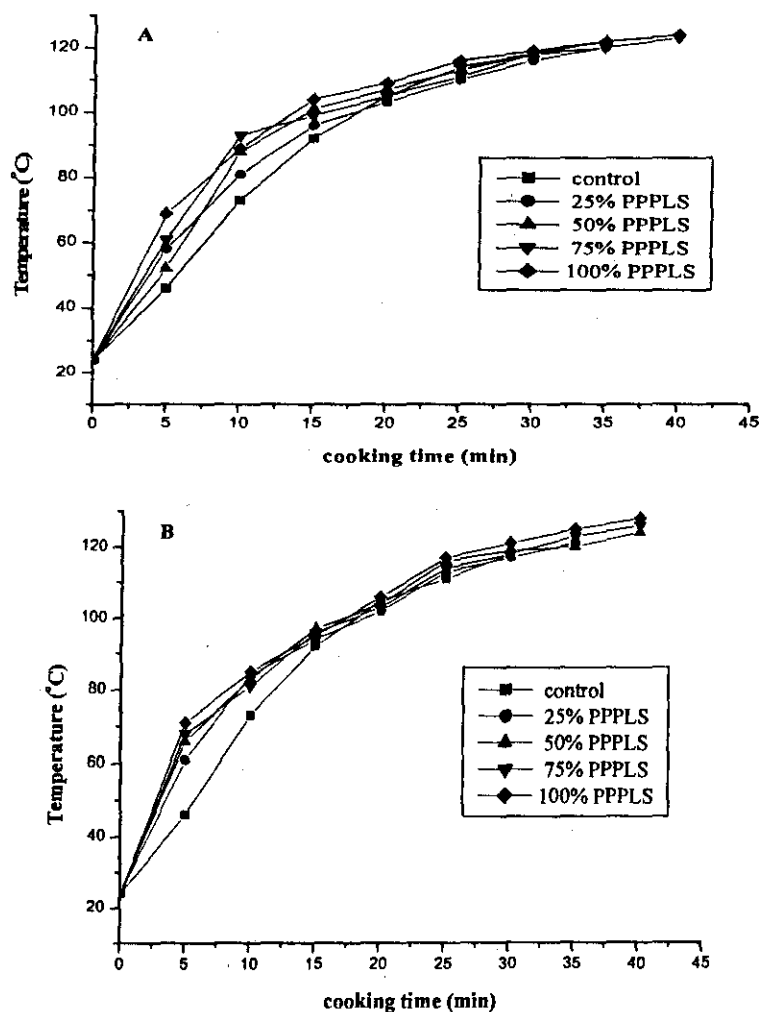 A
120
100
80
60
40
20
Temperature (°C)
control
25% PPPLS
50% PPPLS
75% PPPLS
100% PPPLS
0 5 10 15 20 25 30 35 40 45
cooking time (min)
B
120
100
80
60
40
20
Temperature (°C)
control
25% PPPLS
50% PPPLS
75% PPPLS
100% PPPLS
0 5 10 15 20 25 30 35 40 45
cooking time (min)